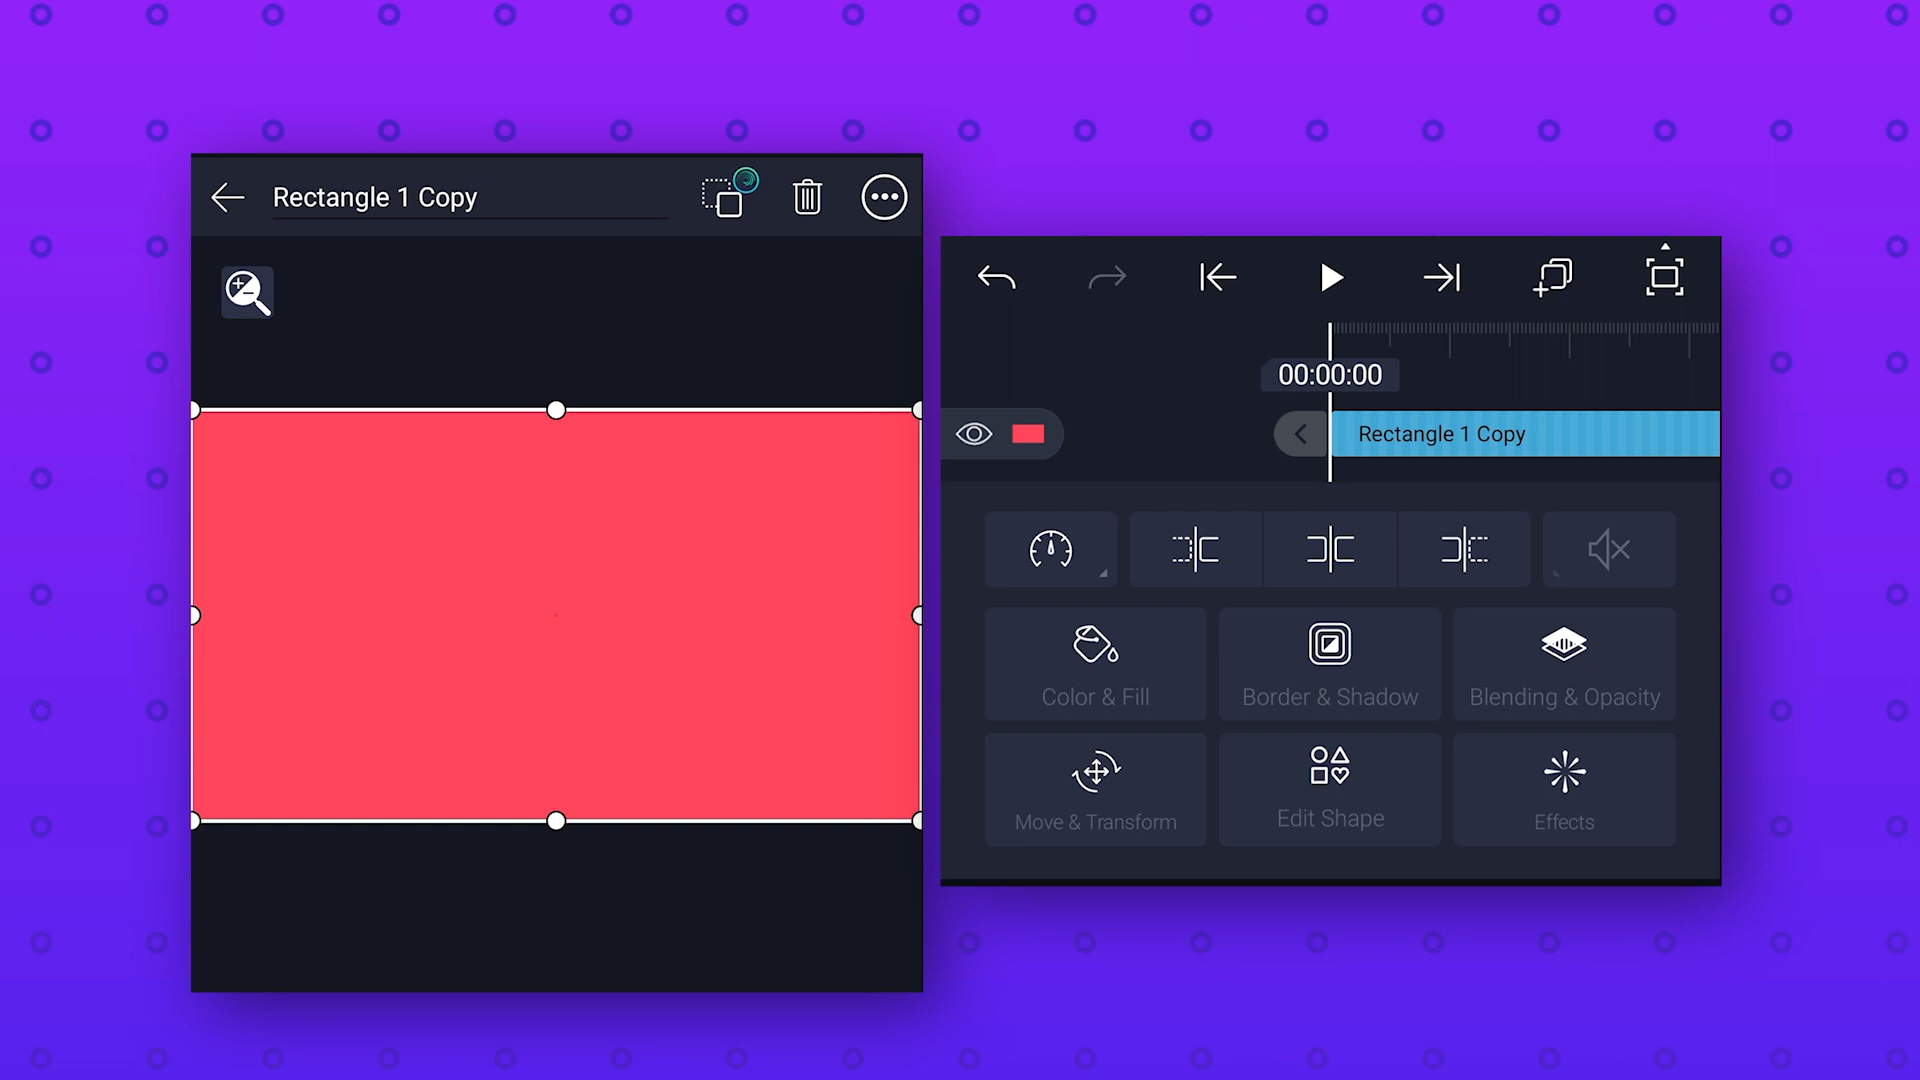 Rectangle 1 Copy
00:00:00
Rectangle 1 Copy
Color & Fill
Border & Shadow
Blending & Opacity
Move & Transform
Edit Shape
Effects